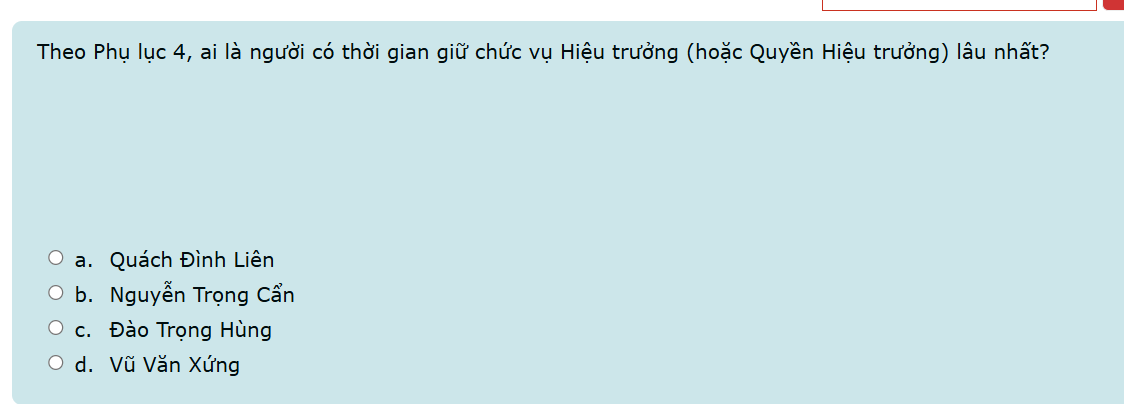 Theo Phụ lục 4, ai là người có thời gian giữ chức vụ Hiệu trưởng (hoặc Quyền Hiệu trưởng) lâu nhất?
a. Quách Đình Liên
b. Nguyễn Trọng Cẩn
c. Đào Trọng Hùng
d. Vũ Văn Xứng